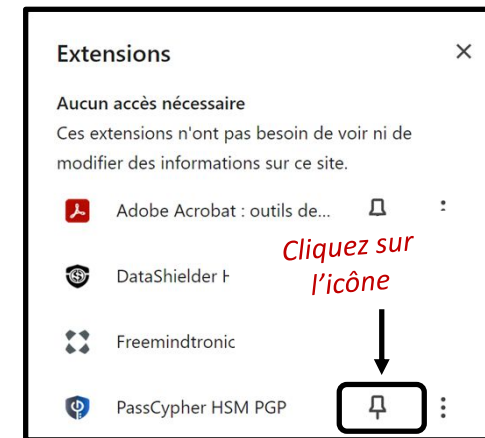 Extensions
Aucun accès nécessaire
Ces extensions n'ont pas besoin de voir ni de
modifier des informations sur ce site.
Adobe Acrobat : outils de...
Cliquez sur
l'icône
DataShielder H
Freemindtronic
PassCypher HSM PGP